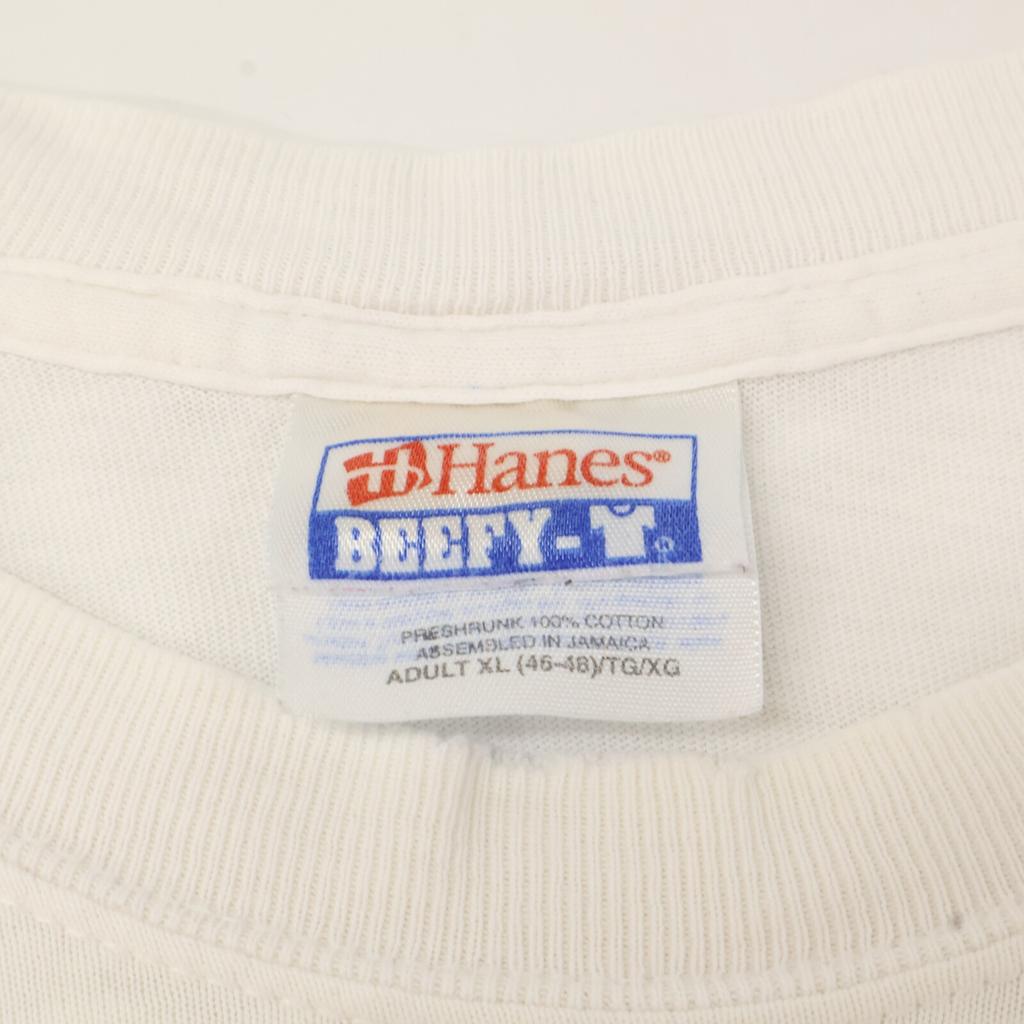 Hanes®
BEEFY-®
PRESHRUNK 100% COTTON
ASSEMBLED IN JAMAICA
ADULT XL (46-48)/TG/XG